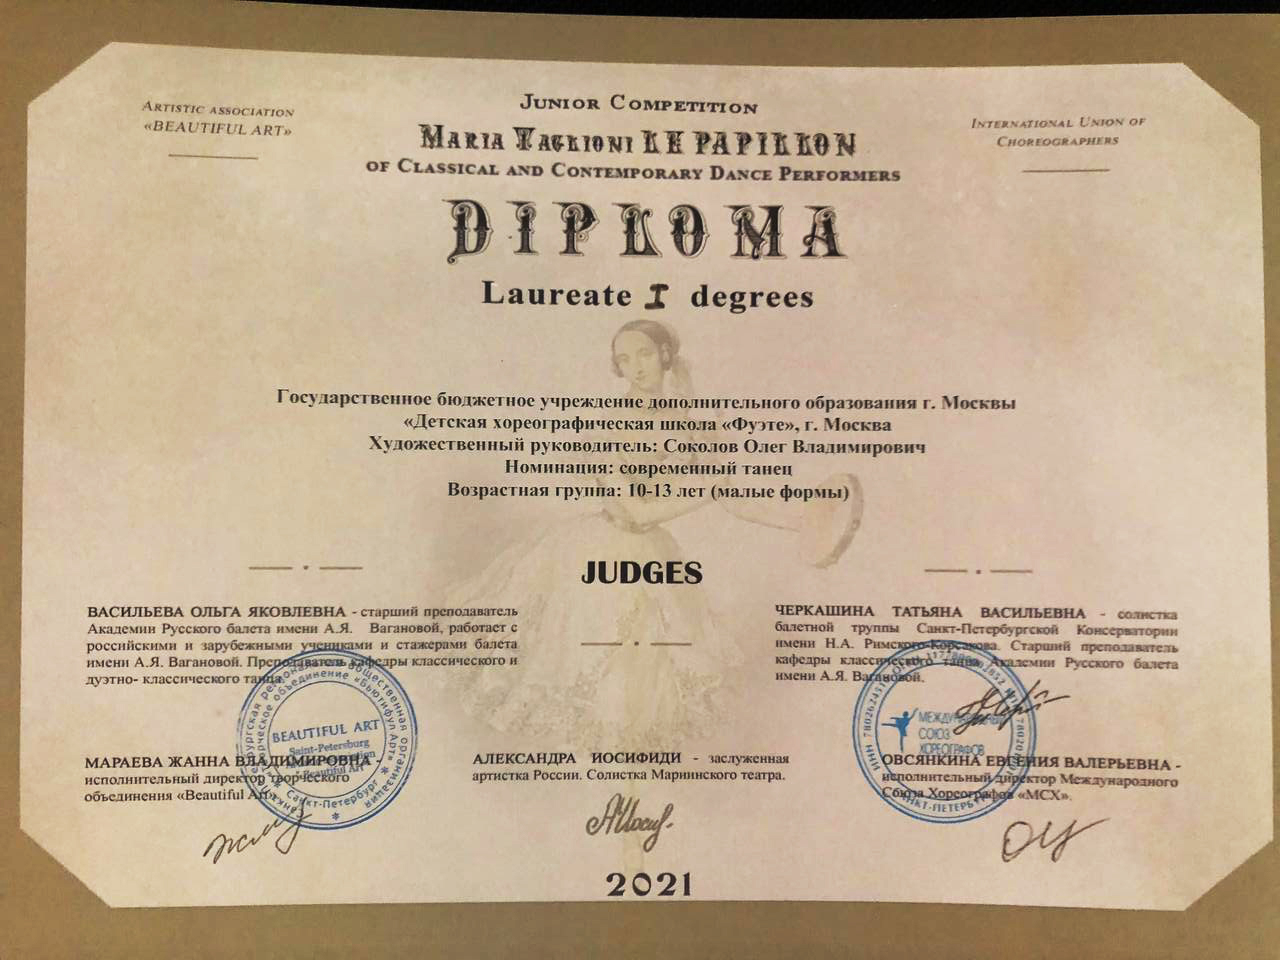 ARTISTIC ASSOCIATION
«BEAUTIFUL ART»
JUNIOR COMPETITION
MARIA TAGLIONI LE PAPILLON
OF CLASSICAL AND CONTEMPORARY DANCE PERFORMERS
INTERNATIONAL UNION OF
CHOREOGRAPHERS
DIPLOMA
Laureate I degrees
Государственное бюджетное учреждение дополнительного образования г. Москвы
«Детская хореографическая школа «Фуэте», г. Москва
Художественный руководитель: Соколов Олег Владимирович
Номинация: современный танец
Возрастная группа: 10-13 лет (малые формы)
JUDGES
ВАСИЛЬЕВА ОЛЬГА ЯКОВЛЕВНА - старший преподаватель
Академии Русского балета имени А.Я. Вагановой, работает с
российскими и зарубежными учениками и стажерами балета
имени А.Я. Вагановой. Преподаватель кафедры классического и
дуэтно- классического танца.
ЧЕРКАШИНА ТАТЬЯНА ВАСИЛЬЕВНА - солистка
балетной труппы Санкт-Петербургской Консерватории
имени Н.А. Римского-Корсакова. Старший преподаватель
кафедры классического танца Академии Русского балета
имени А.Я. Вагановой.
МАРАЕВА ЖАННА ВЛАДИМИРОВНА -
исполнительный директор творческого
объединения «Beautiful Art».
BEAUTIFUL ART
Saint-Petersburg
Beautiful Art
Санкт-Петербург
АЛЕКСАНДРА ИОСИФИДИ - заслуженная
артистка России. Солистка Мариинского театра.
ОВСЯНКИНА ЕВГЕНИЯ ВАЛЕРЬЕВНА -
исполнительный директор Международного
Союза Хореографов «МСХ».
МЕЖДУНАРОДНЫЙ
СОЮЗ
ХОРЕОГРАФОВ
2021